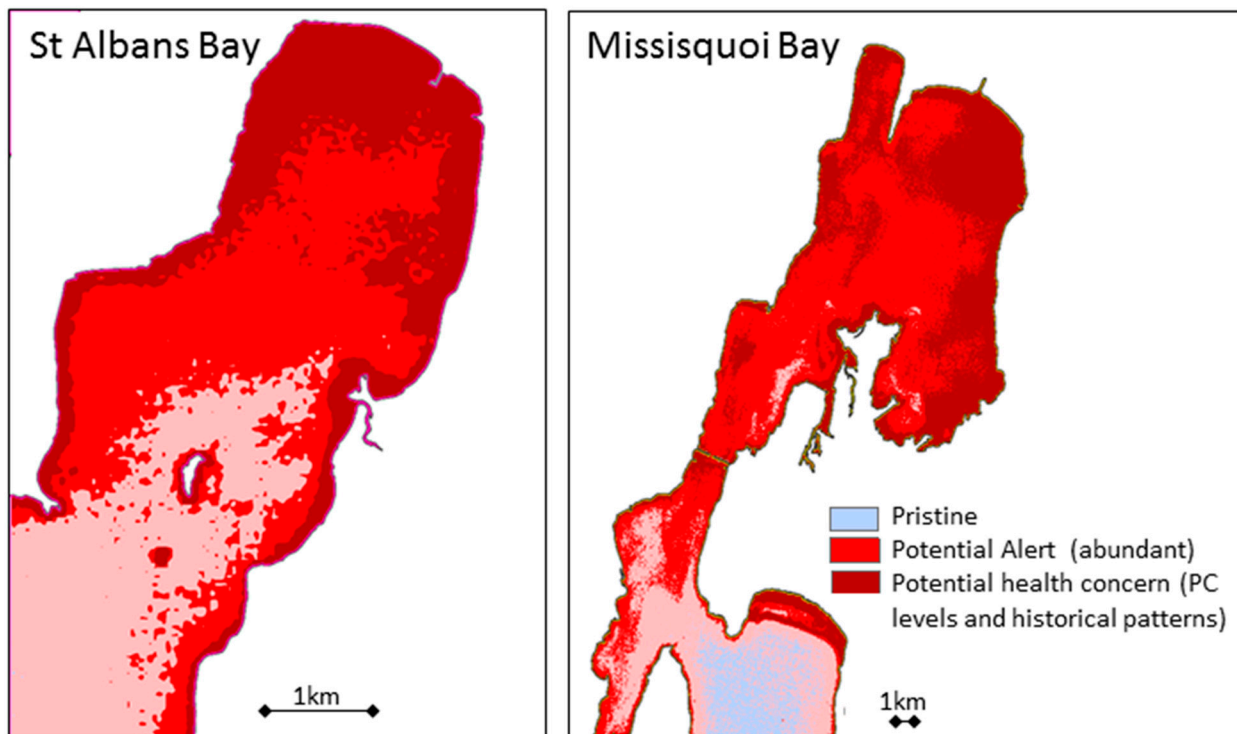 St Albans Bay
1km
Missisquoi Bay
Pristine
Potential Alert (abundant)
Potential health concern (PC
levels and historical patterns)
1km